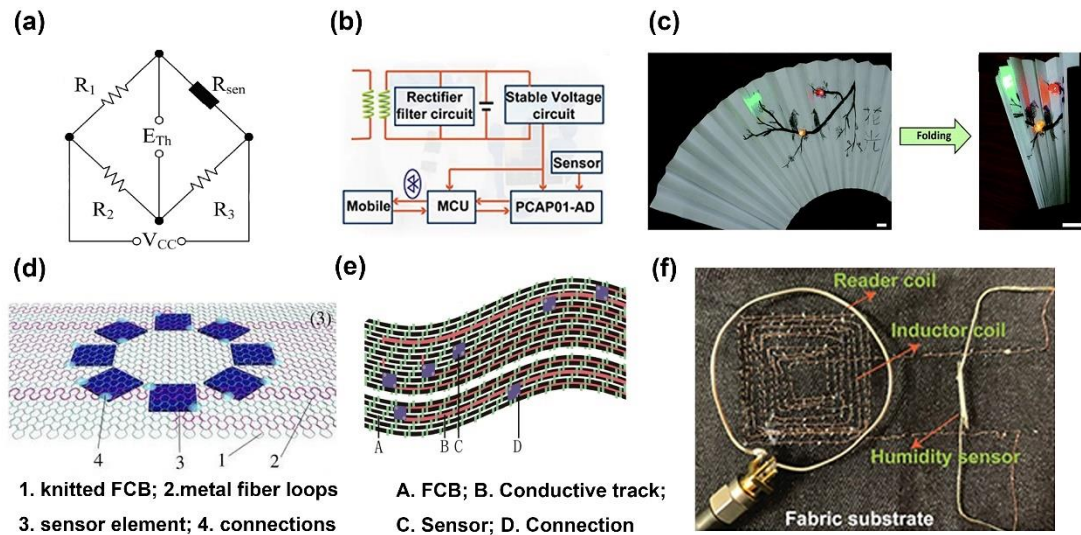 (a)
R1
Rsen
ETh
R2
R3
VCC
(b)
Rectifier
filter circuit
Stable Voltage
circuit
Sensor
Mobile
MCU
PCAP01-AD
(c)
Folding
(d)
(3)
4
3
1
2
1. knitted FCB; 2.metal fiber loops
3. sensor element; 4. connections
(e)
A
B
C
D
A. FCB; B. Conductive track;
C. Sensor; D. Connection
(f)
Reader coil
Inductor coil
Humidity sensor
Fabric substrate